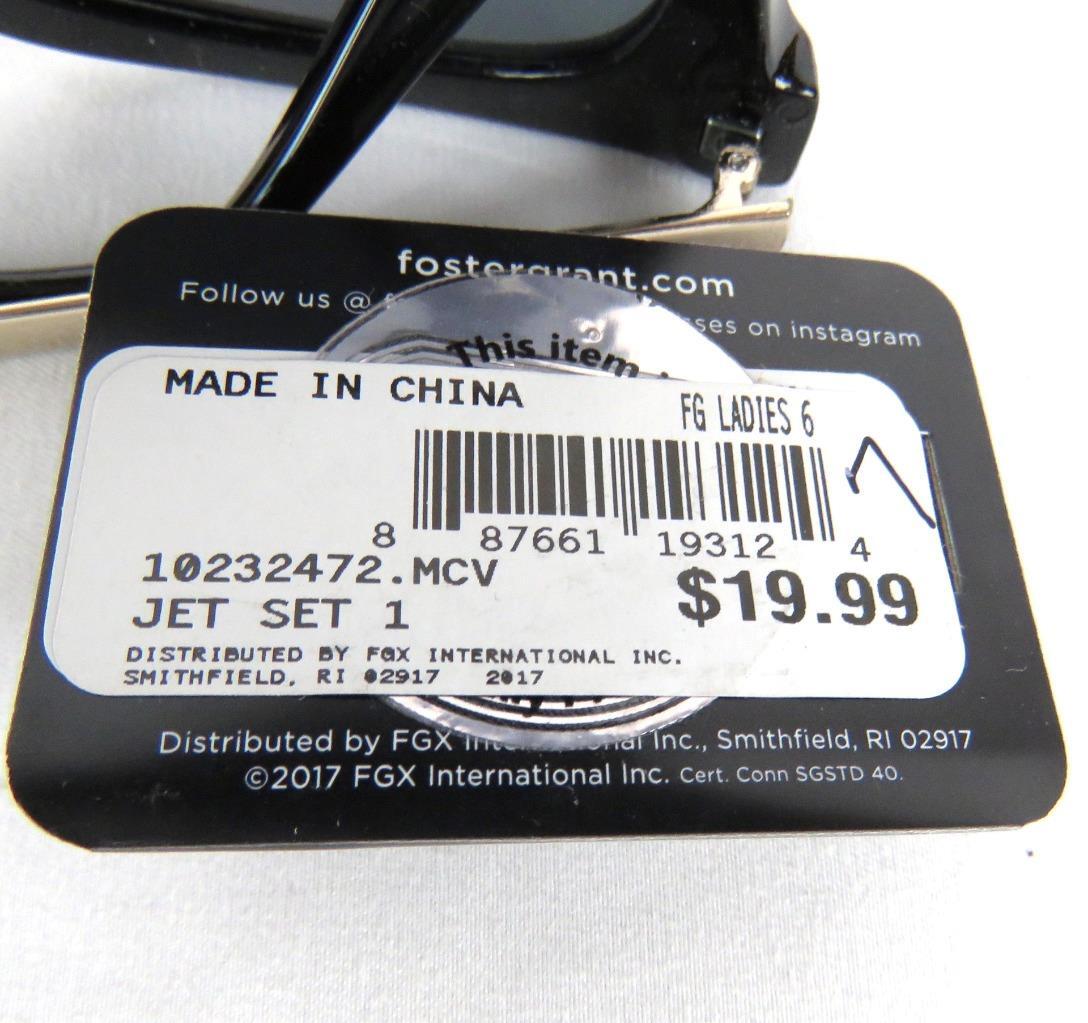 fostergrant.com
Follow us @
sses on instagram
This item
MADE IN CHINA
FG LADIES 6
8 87661 19312 4
10232472.MCV
$19.99
JET SET 1
DISTRIBUTED BY FGX INTERNATIONAL INC.
SMITHFIELD, RI 02917 2017
Distributed by FGX International Inc., Smithfield, RI 02917
©2017 FGX International Inc. Cert. Conn SGSTD 40.